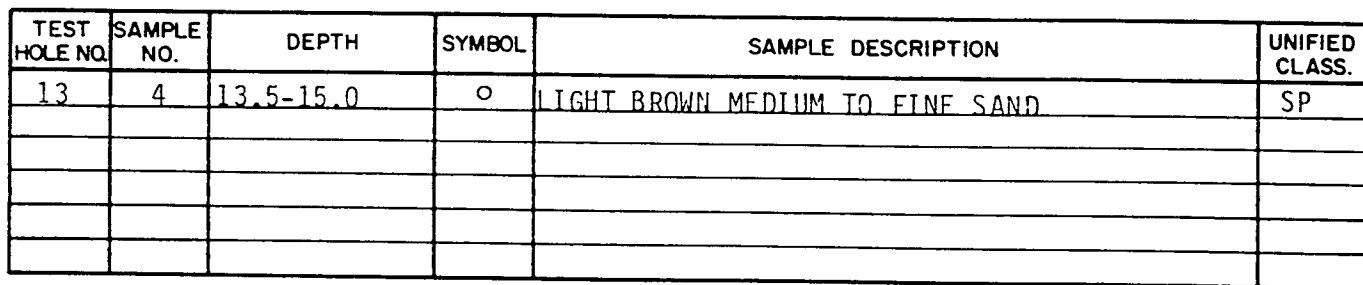 TEST HOLE NO. SAMPLE NO. DEPTH SYMBOL SAMPLE DESCRIPTION UNIFIED CLASS.
13 4 13.5-15.0 O LIGHT BROWN MEDIUM TO FINE SAND SP